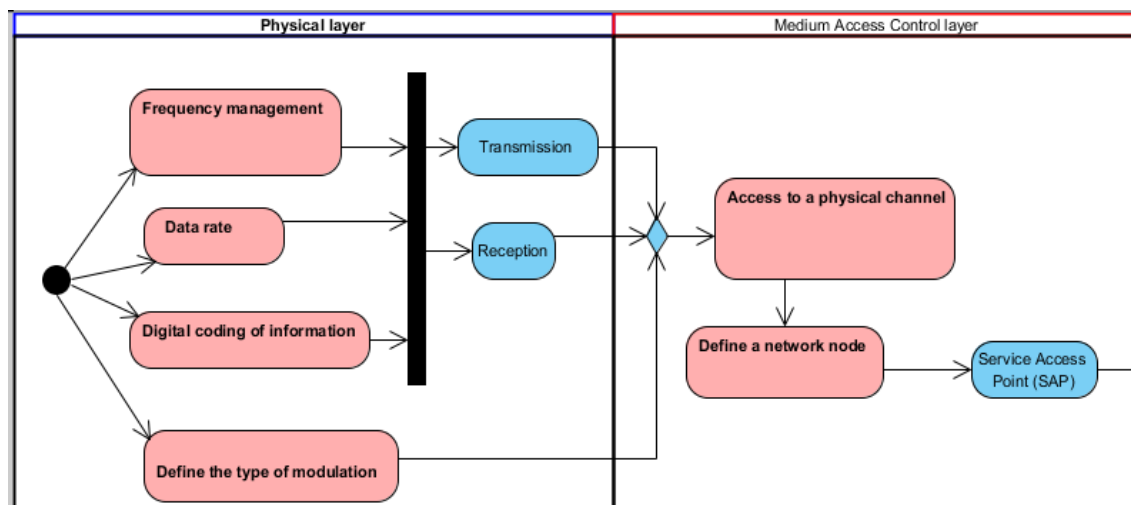 Physical layer
Medium Access Control layer
Frequency management
Transmission
Access to a physical channel
Data rate
Reception
Digital coding of information
Define a network node
Service Access
Point (SAP)
Define the type of modulation